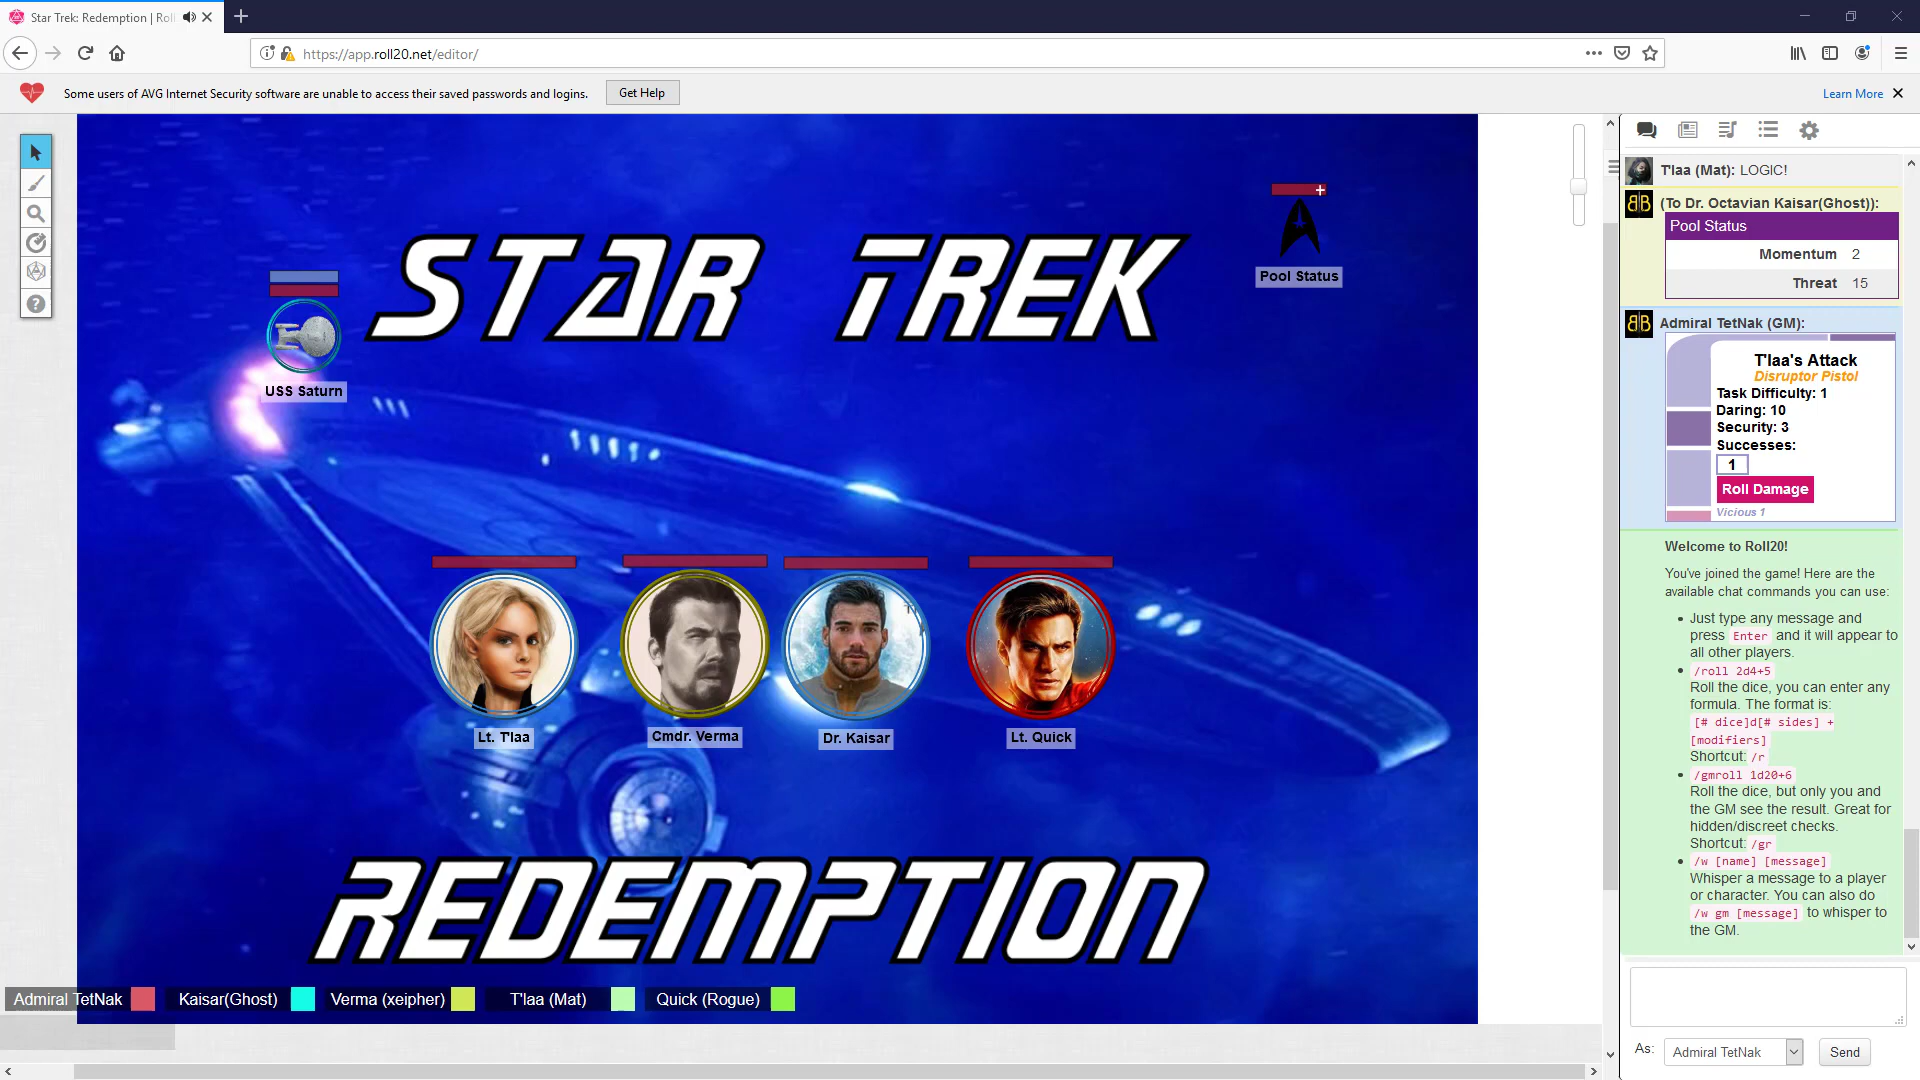 Star Trek: Redemption | Roll
https://app.roll20.net/editor/
Some users of AVG Internet Security software are unable to access their saved passwords and logins.
Get Help
Learn More
STAR TREK
Pool Status
USS Saturn
Lt. T'laa
Cmdr. Verma
Dr. Kaisar
Lt. Quick
REDEMPTION
Admiral TetNak
Kaisar(Ghost)
Verma (xeipher)
T'laa (Mat)
Quick (Rogue)
T'laa (Mat): LOGIC!
(To Dr. Octavian Kaisar(Ghost)):
Pool Status
Momentum 2
Threat 15
Admiral TetNak (GM):
T'laa's Attack
Disruptor Pistol
Task Difficulty: 1
Daring: 10
Security: 3
Successes:
1
Roll Damage
Vicious 1
Welcome to Roll20!
You've joined the game! Here are the
available chat commands you can use:
Just type any message and
press Enter and it will appear to
all other players.
/roll 2d4+5
Roll the dice, you can enter any
formula. The format is:
[# dice]d[# sides] +
[modifiers]
Shortcut: /r
/gmroll 1d20+6
Roll the dice, but only you and
the GM see the result. Great for
hidden/discreet checks.
Shortcut: /gr
/w [name] [message]
Whisper a message to a player
or character. You can also do
/w gm [message] to whisper to
the GM.
As:
Admiral TetNak
Send